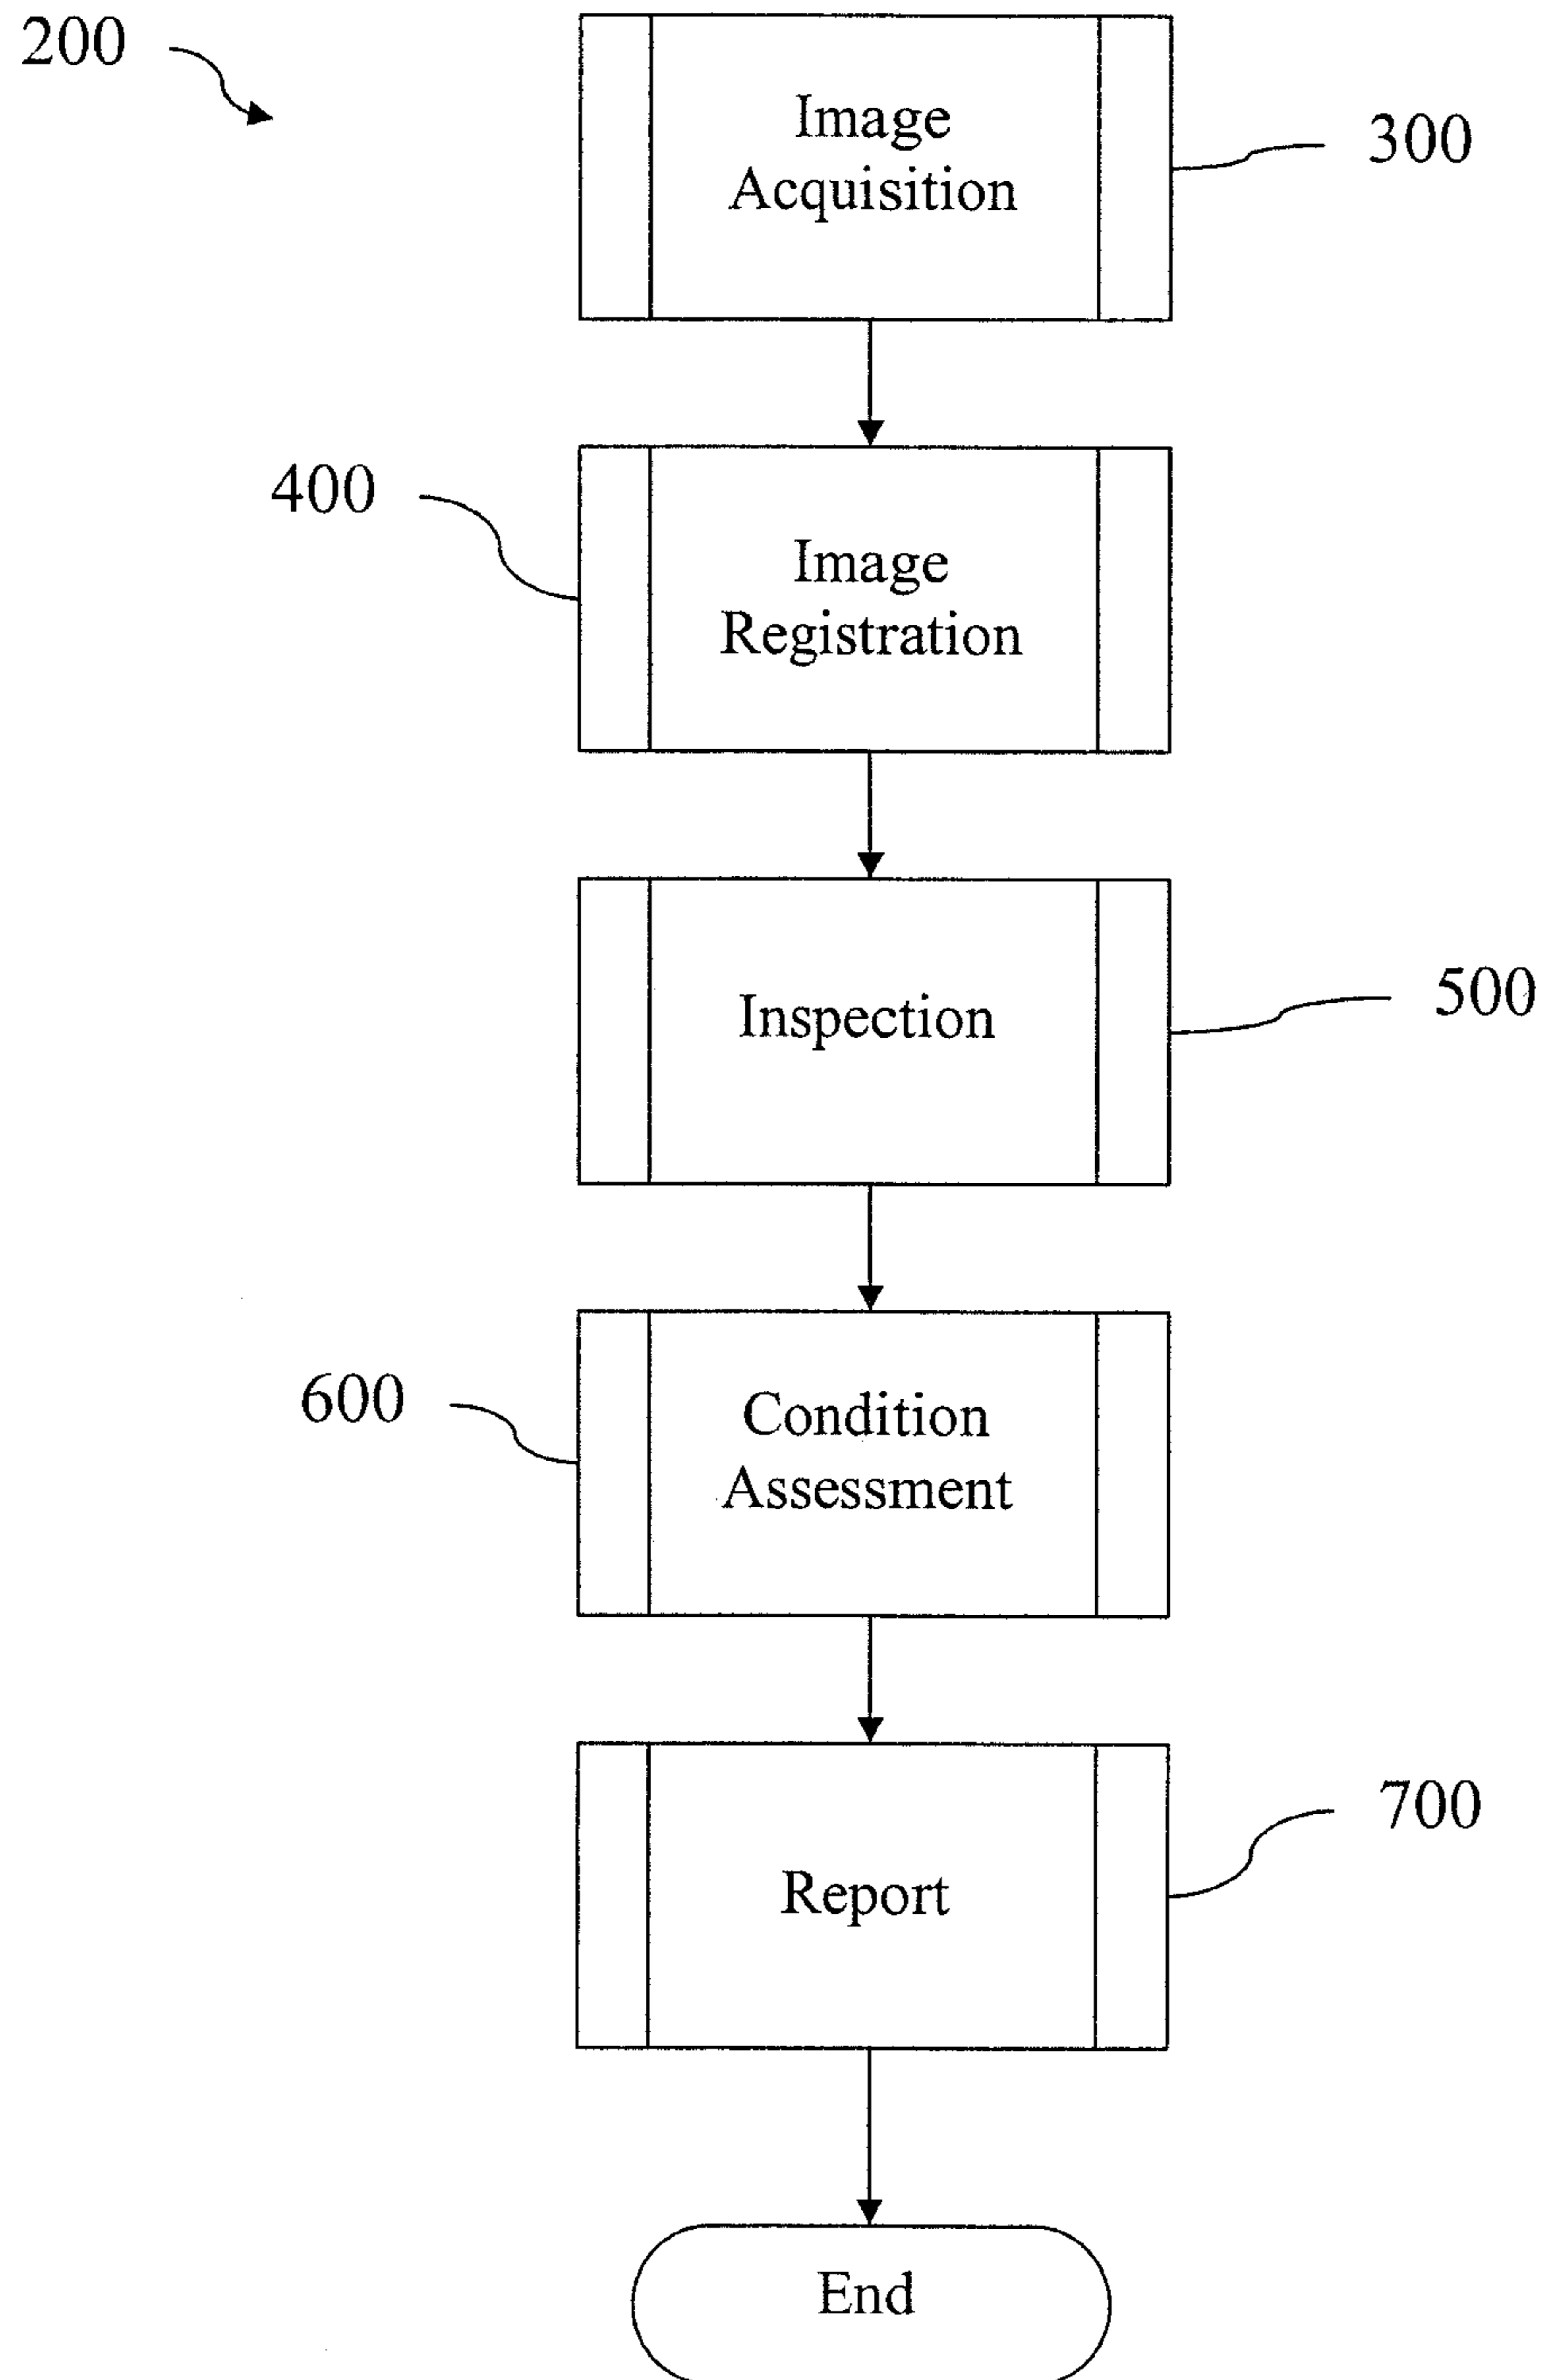 200
Image
Acquisition
300
400
Image
Registration
Inspection
500
600
Condition
Assessment
700
Report
End